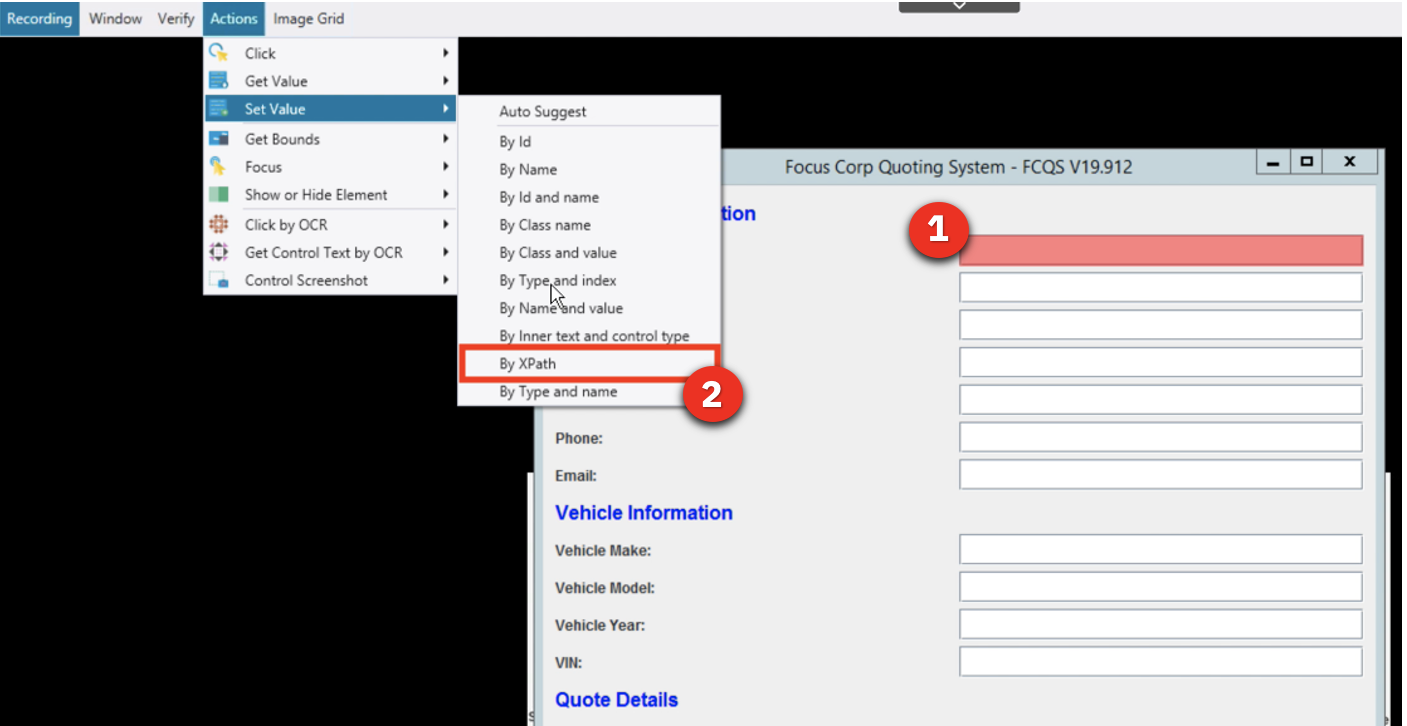 Recording Window Verify Actions Image Grid
Click
Get Value
Set Value
Get Bounds
Focus
Show or Hide Element
Click by OCR
Get Control Text by OCR
Control Screenshot
Auto Suggest
By Id
By Name
By Id and name
By Class name
By Class and value
By Type and index
By Name and value
By Inner text and control type
By XPath
By Type and name
Focus Corp Quoting System - FCQS V19.912
tion
1
2
Phone:
Email:
Vehicle Information
Vehicle Make:
Vehicle Model:
Vehicle Year:
VIN:
Quote Details